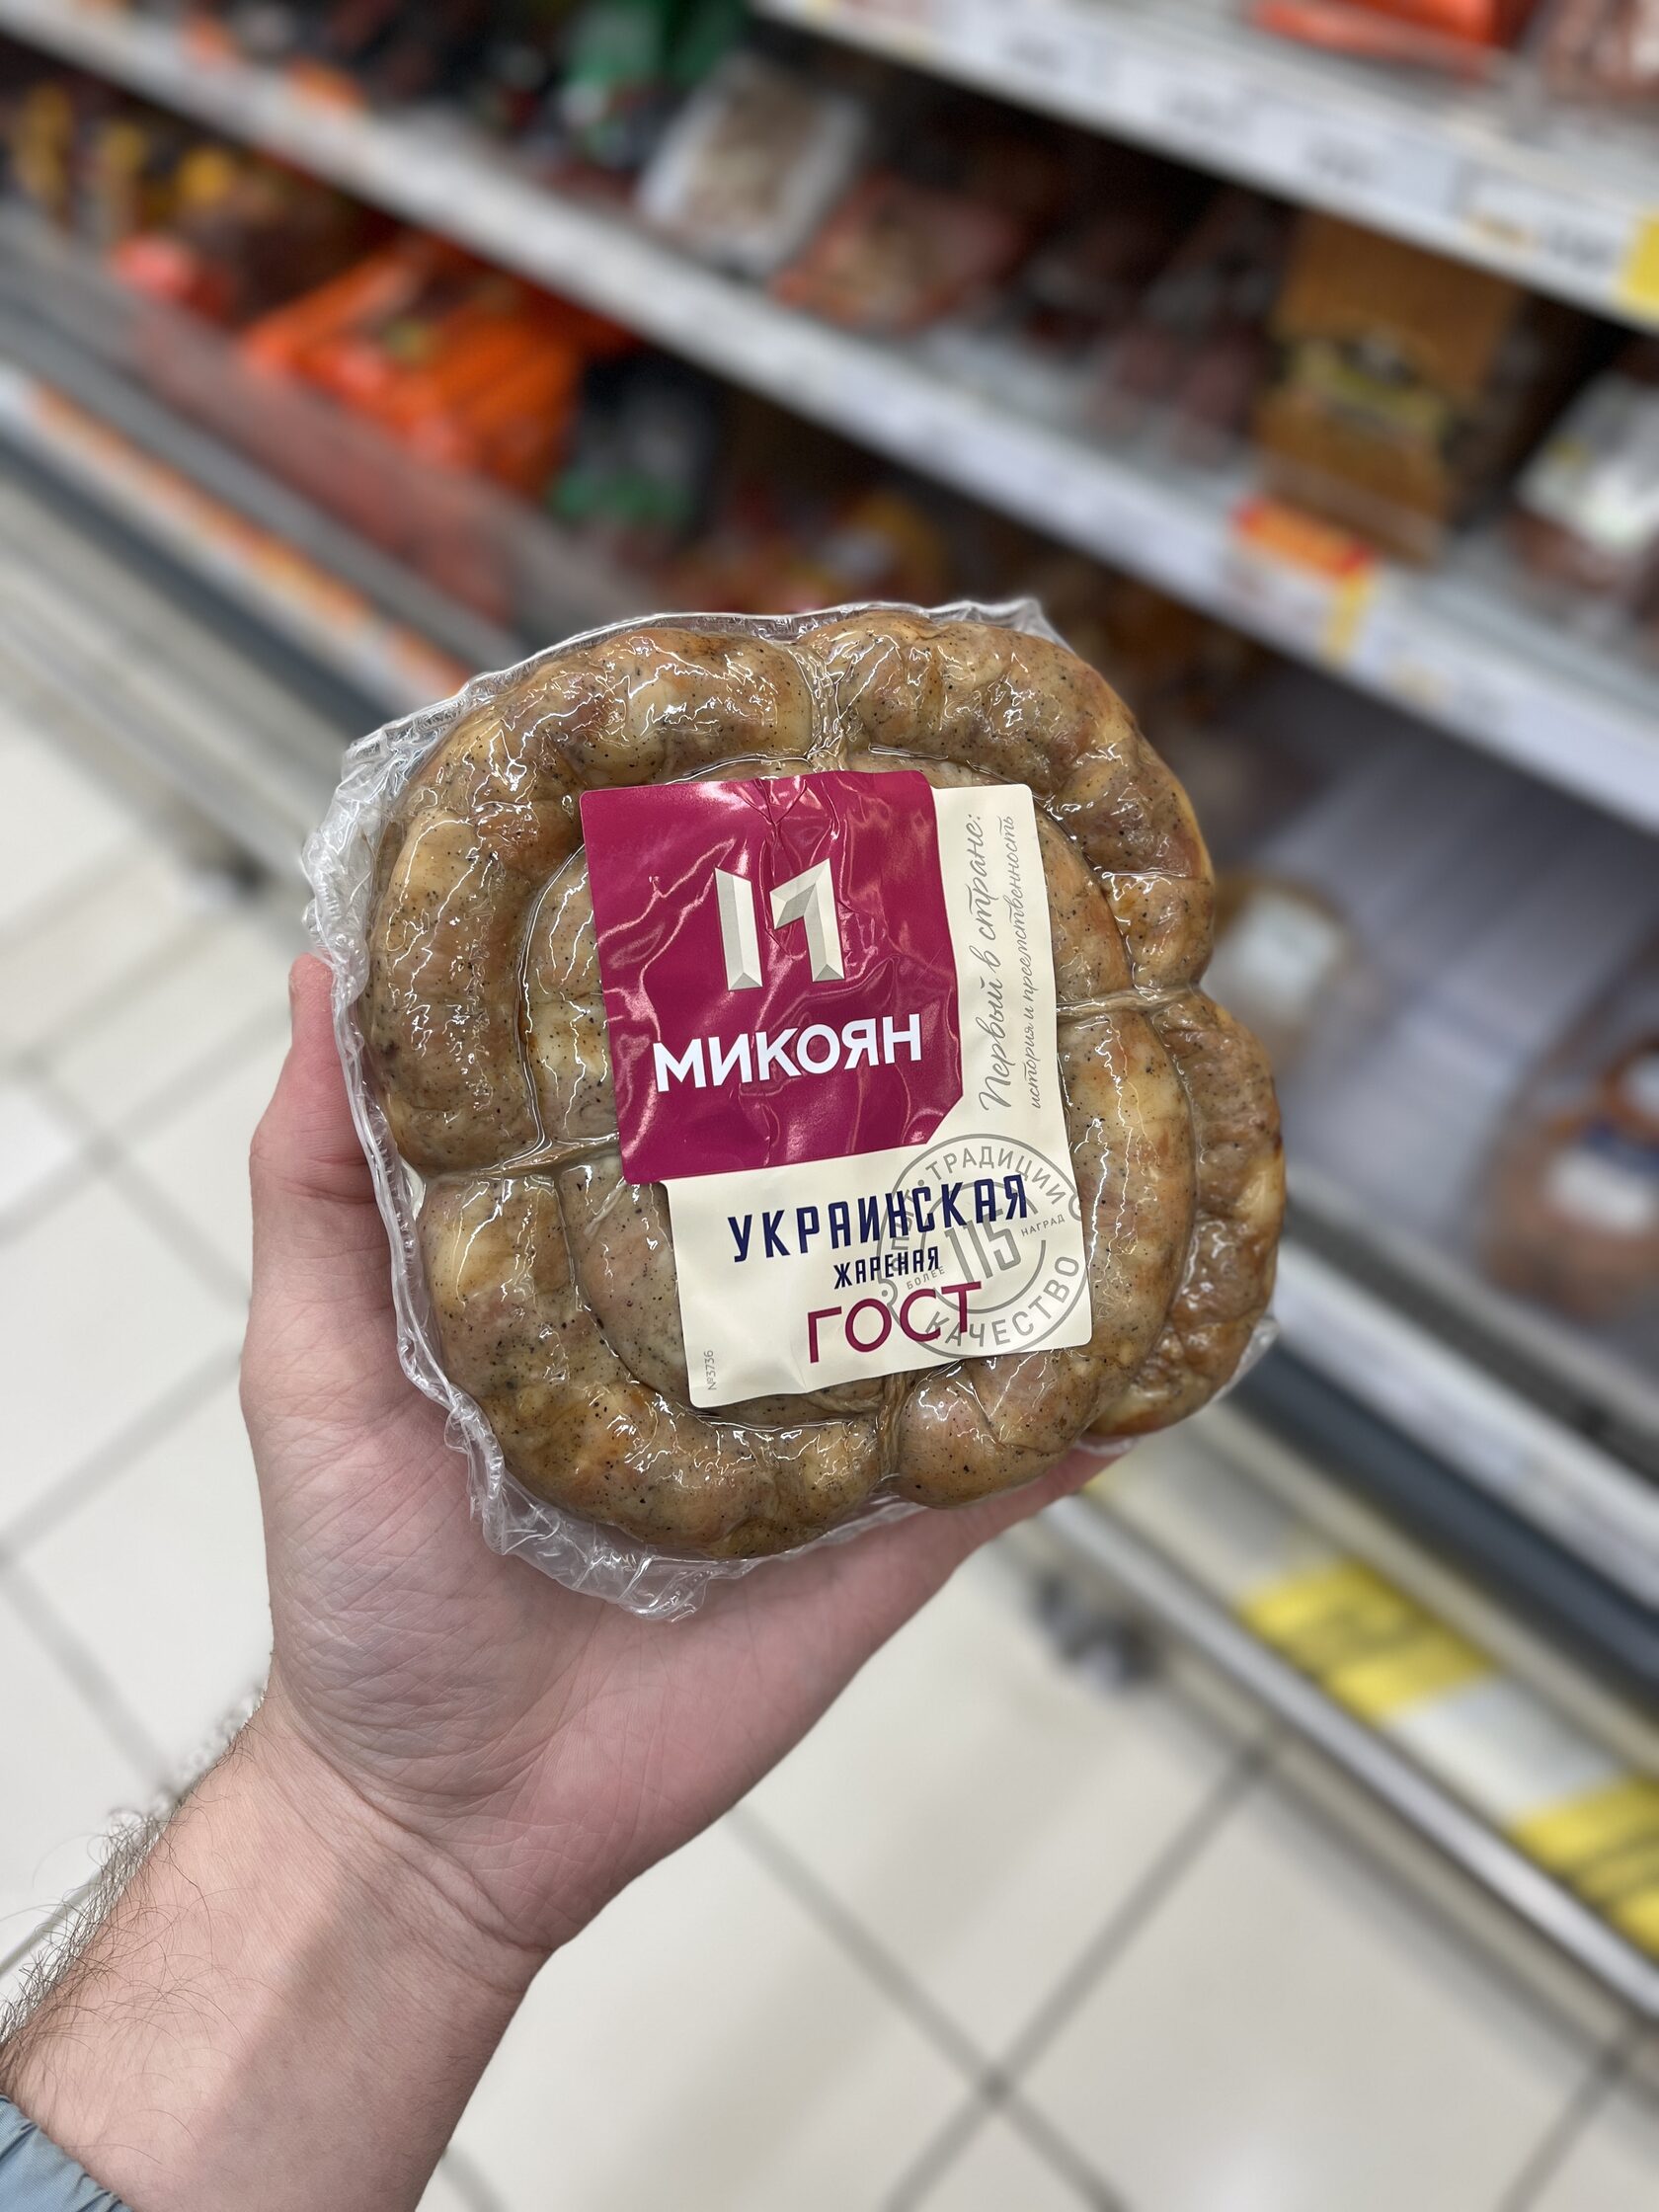 МИКОЯН
Первый в стране:
история и преемственность
УКРАИНСКАЯ
ЖАРЕНАЯ
ГОСТ
ТРАДИЦИИ
БОЛЕЕ 115 НАГРАД
КАЧЕСТВО
№3736